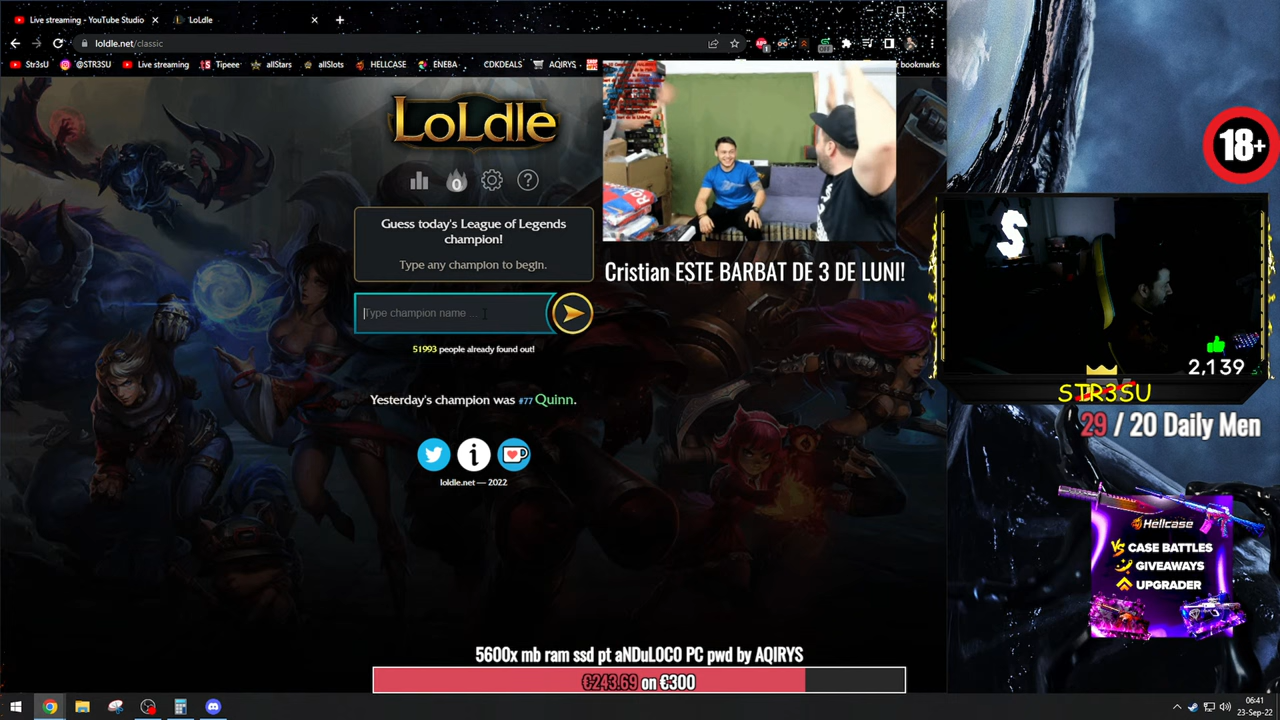 Live streaming - YouTube Studio
LoLdle
loldle.net/classic
Str3sU
@STR3SU
Live streaming
Tipeee
allStars
allSlots
HELLCASE
ENEBA
CDKDEALS
AQIRYS
bookmarks
LoLdle
0
Guess today's League of Legends
champion!
Type any champion to begin.
Type champion name ...
51993 people already found out!
Yesterday's champion was #77 Quinn.
loldle.net — 2022
Cristian ESTE BARBAT DE 3 DE LUNI!
18+
S
2,139
STR3SU
29 / 20 Daily Men
Hellcase
VS CASE BATTLES
GIVEAWAYS
UPGRADER
5600x mb ram ssd pt aNDuLOCO PC pwd by AQIRYS
€243.69 on €300
06:41
23-Sep-22